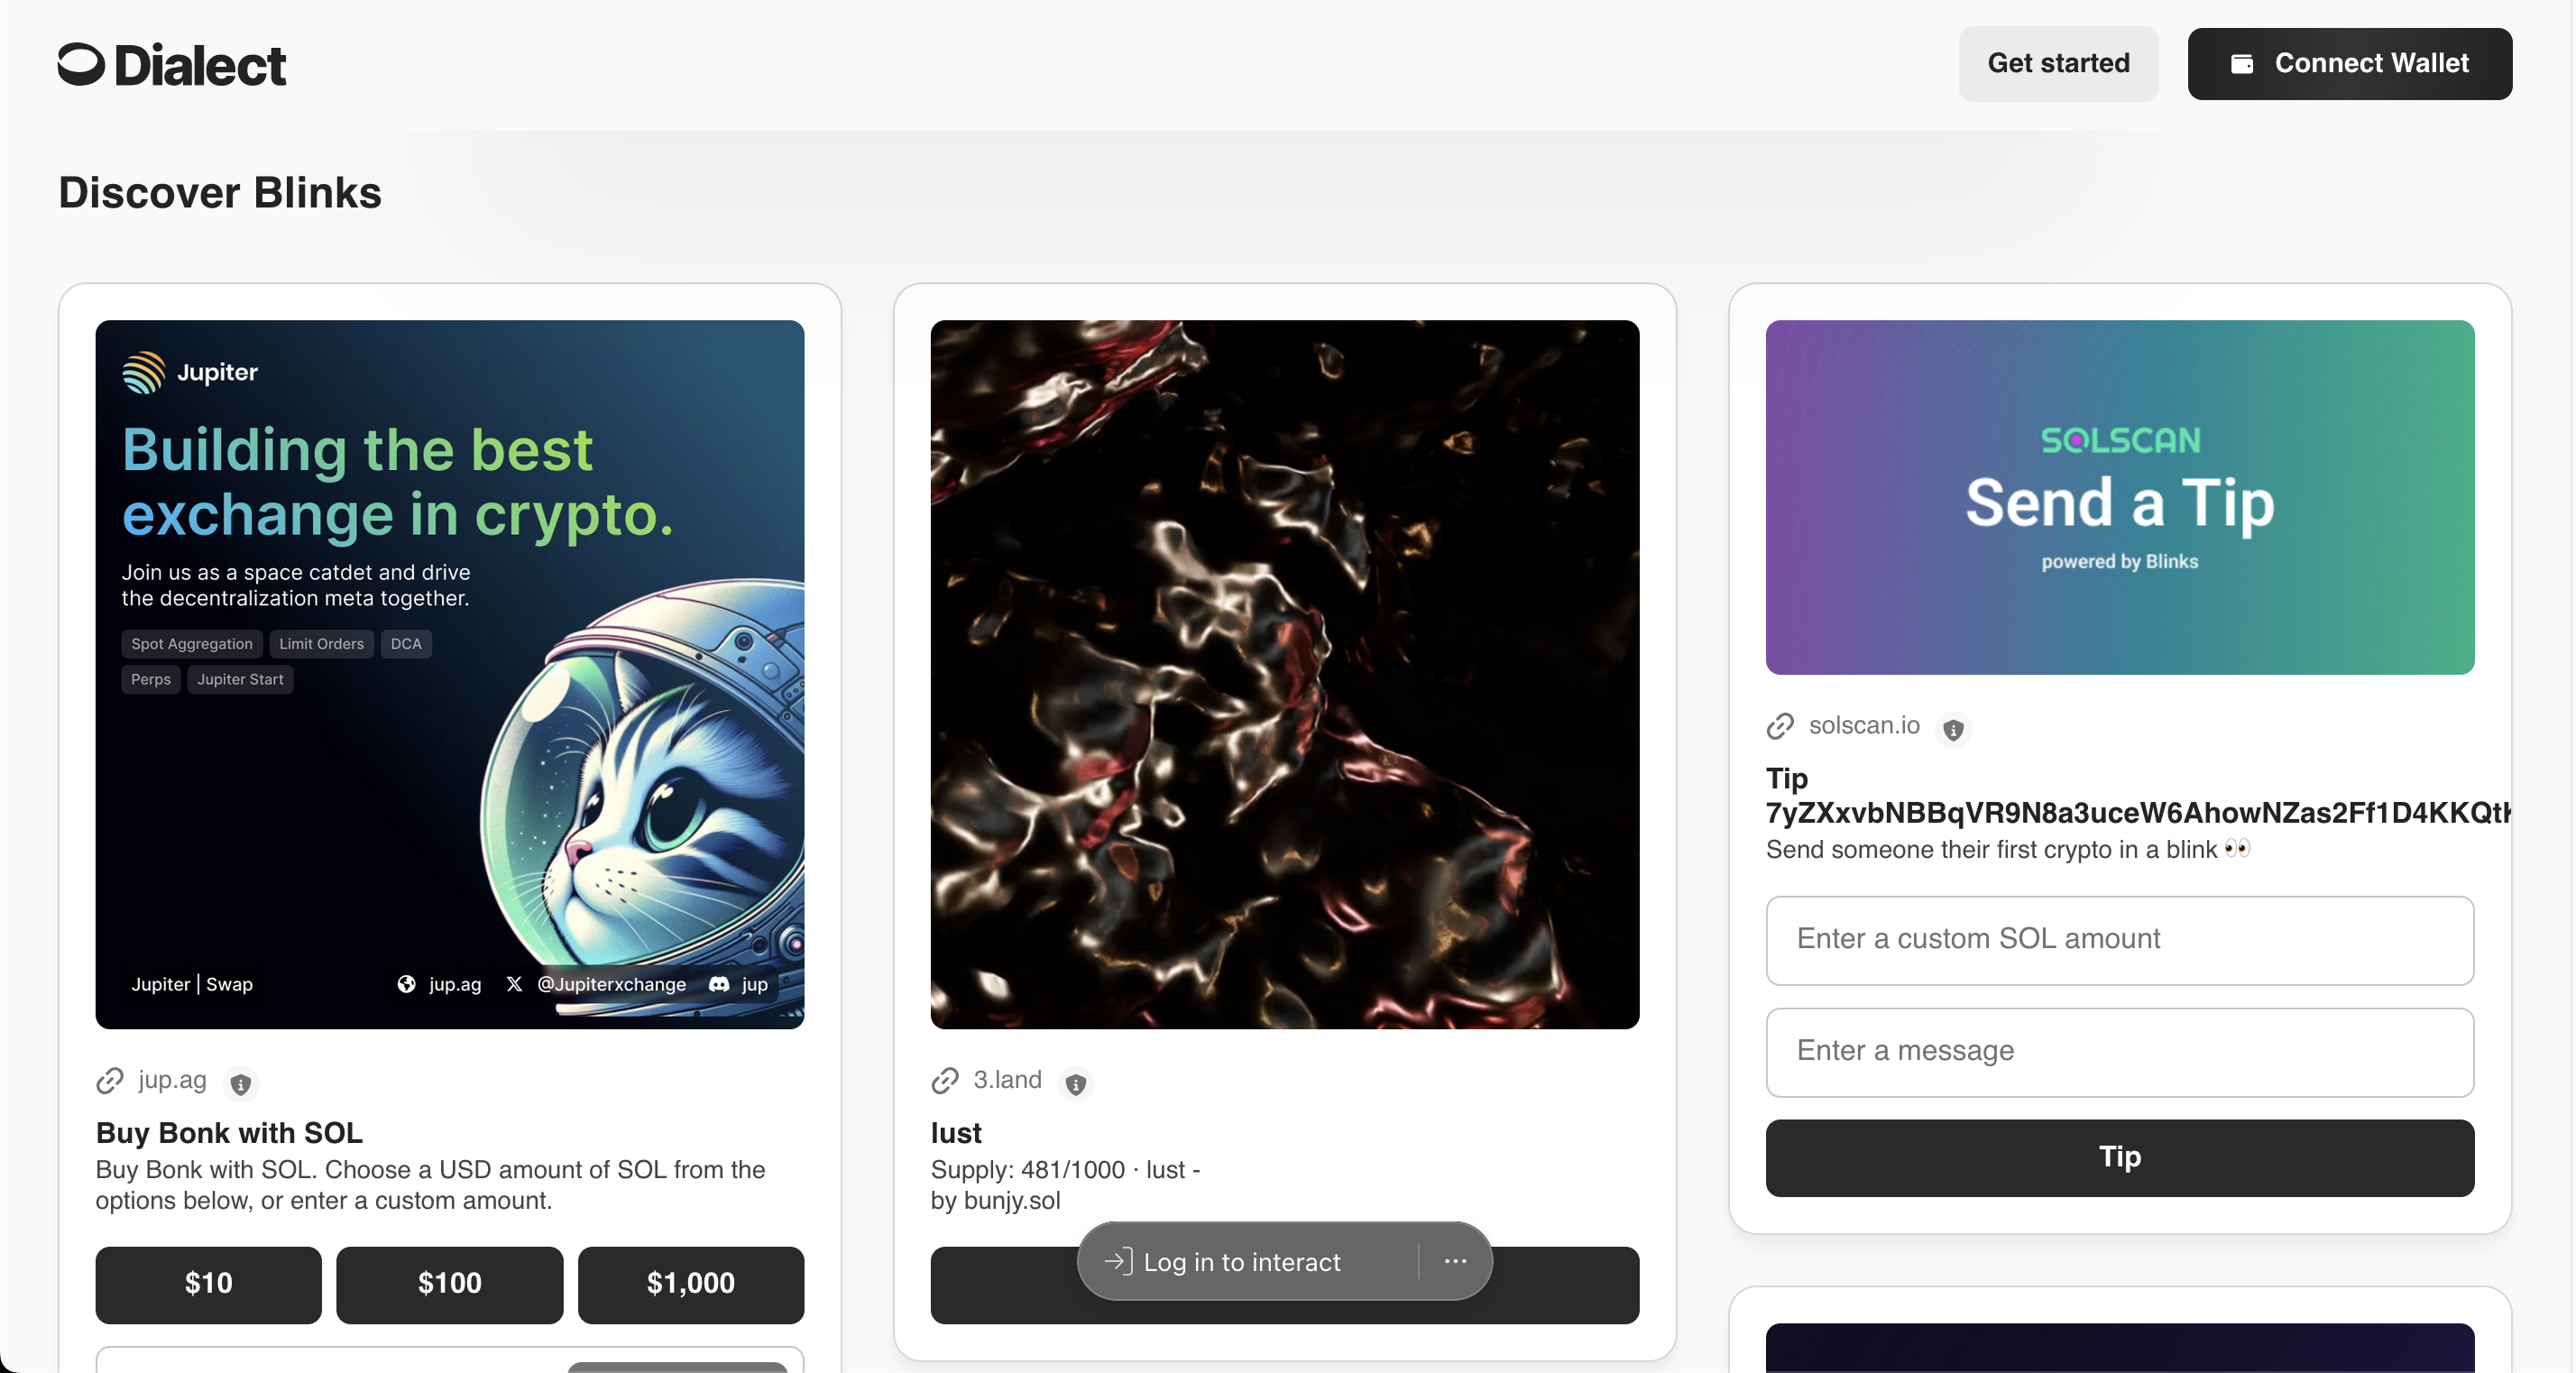 Dialect
Get started
Connect Wallet
Discover Blinks
Jupiter
Building the best
exchange in crypto.
Join us as a space catdet and drive
the decentralization meta together.
Spot Aggregation
Limit Orders
DCA
Perps
Jupiter Start
Jupiter | Swap
jup.ag
@Jupiterxchange
jup
jup.ag
Buy Bonk with SOL
Buy Bonk with SOL. Choose a USD amount of SOL from the
options below, or enter a custom amount.
$10
$100
$1,000
3.land
lust
Supply: 481/1000 · lust -
by bunjy.sol
Log in to interact
SOLSCAN
Send a Tip
powered by Blinks
solscan.io
Tip
7yZXxvbNBBqVR9N8a3uceW6AhowNZas2Ff1D4KKQtK
Send someone their first crypto in a blink 👀
Enter a custom SOL amount
Enter a message
Tip